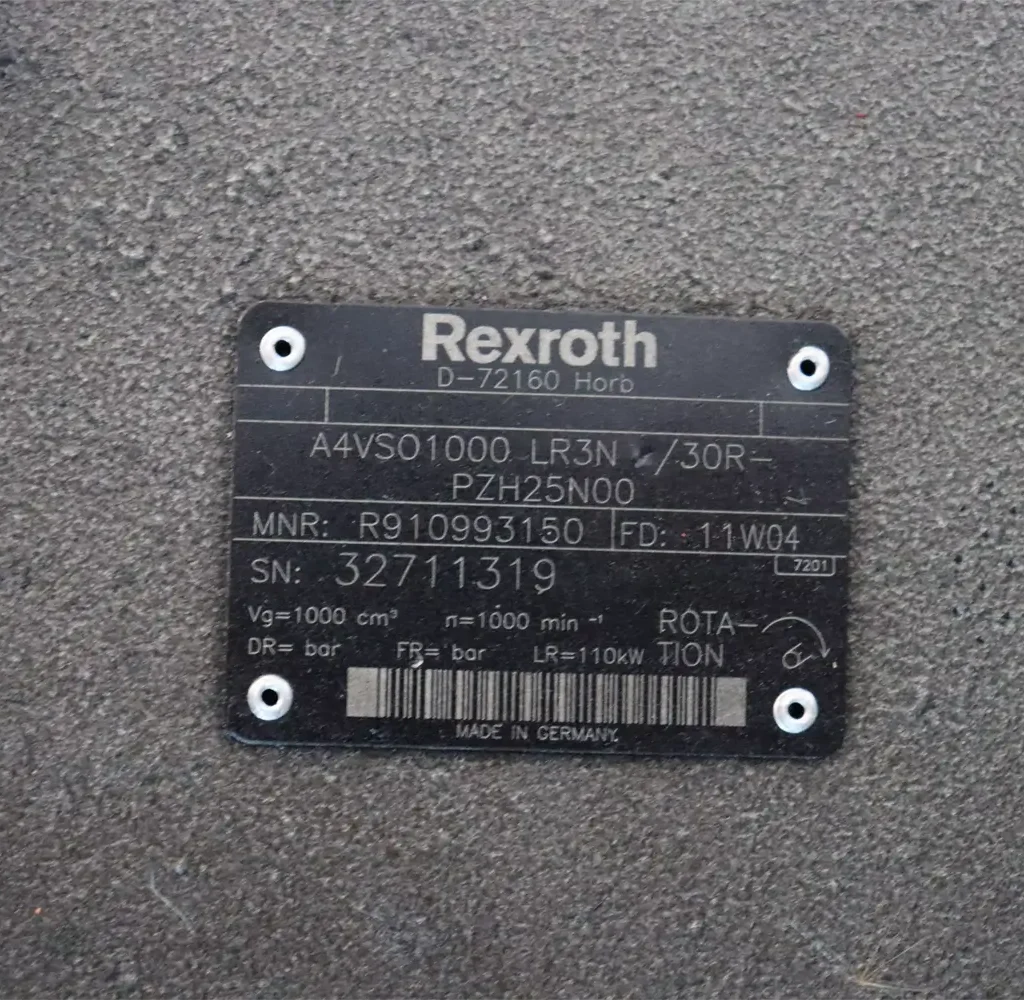 Rexroth
D-72160 Horb
A4VSO1000 LR3N /30R-
PZH25N00
MNR: R910993150 FD: 11W04
7201
SN: 32711319
Vg=1000 cm³ n=1000 min⁻¹ ROTA-
DR= bar FR= bar LR=110kW TION
MADE IN GERMANY